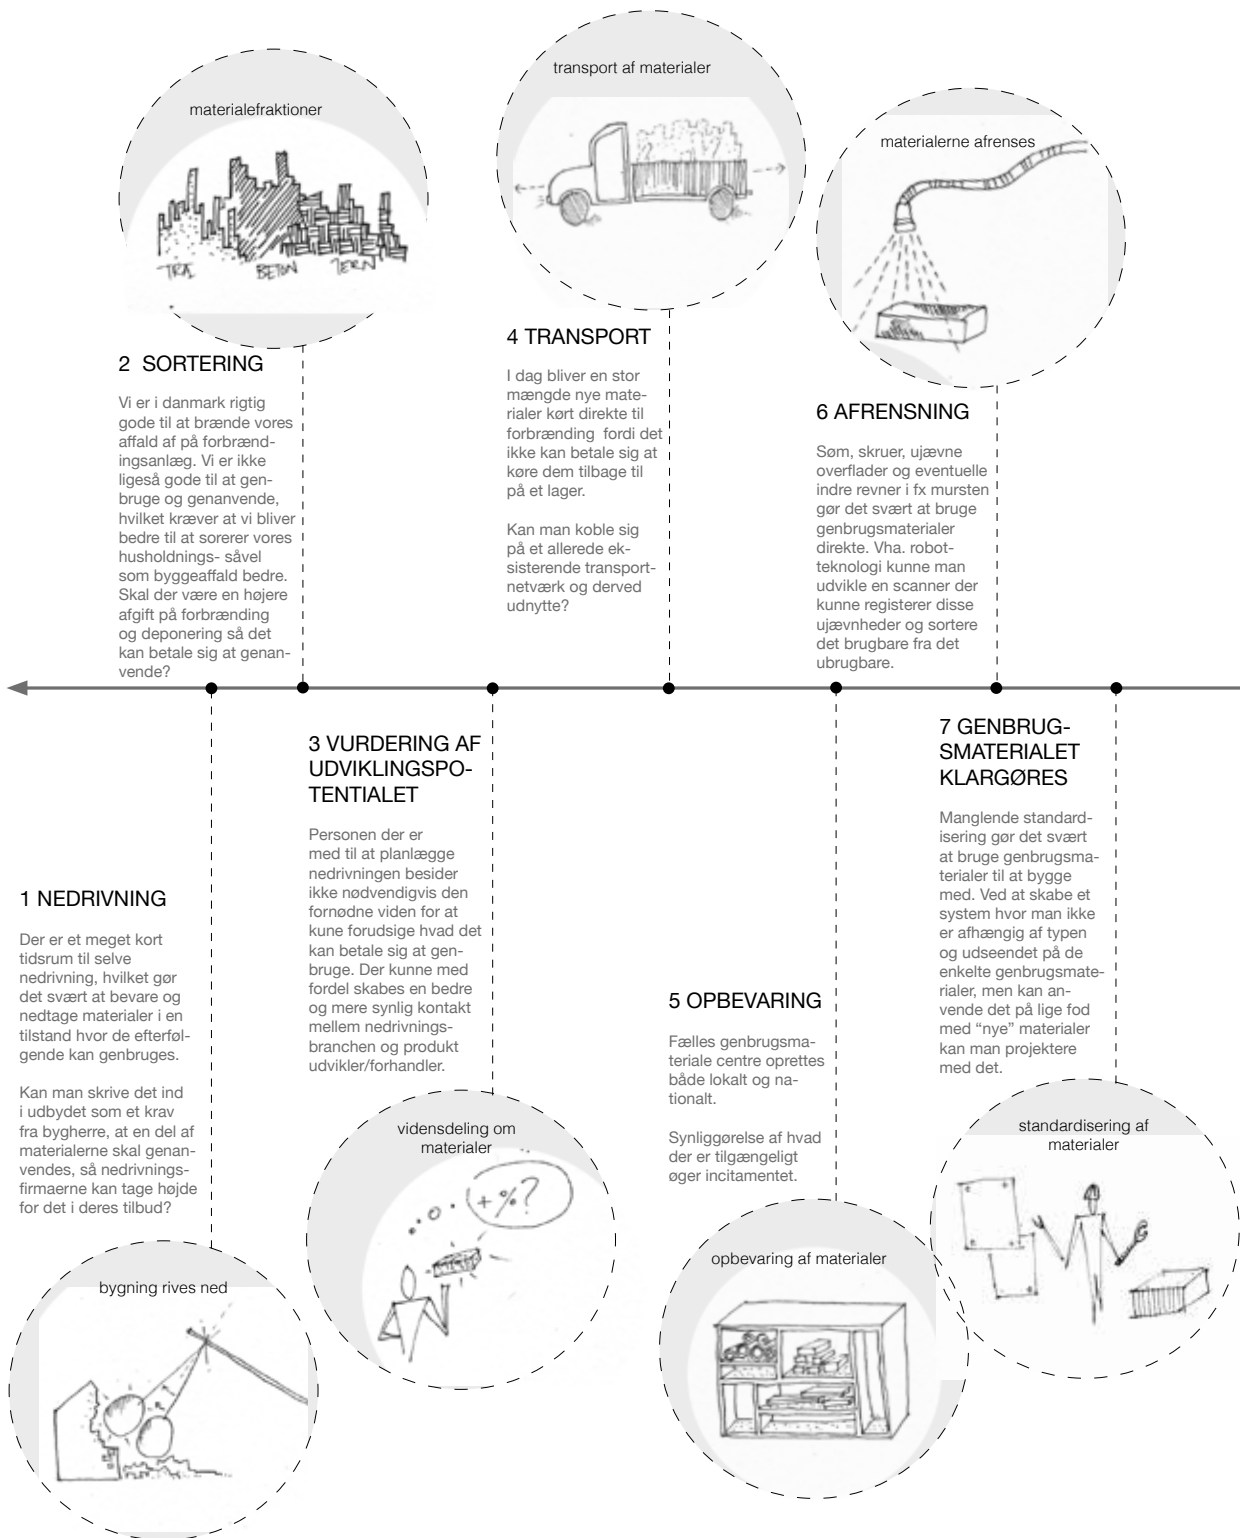 materialefraktioner
TRÆ BETON JERN
2 SORTERING
Vi er i danmark rigtig
gode til at brænde vores
affald af på forbrænd-
ingsanlæg. Vi er ikke
ligeså gode til at gen-
bruge og genanvende,
hvilket kræver at vi bliver
bedre til at sorerer vores
husholdnings- såvel
som byggeaffald bedre.
Skal der være en højere
afgift på forbrænding
og deponering så det
kan betale sig at genan-
vende?
transport af materialer
4 TRANSPORT
I dag bliver en stor
mængde nye mate-
rialer kørt direkte til
forbrænding fordi det
ikke kan betale sig at
køre dem tilbage til
på et lager.
Kan man koble sig
på et allerede ek-
sisterende transport-
netværk og derved
udnytte?
materialerne afrenses
6 AFRENSNING
Søm, skruer, ujævne
overflader og eventuelle
indre revner i fx mursten
gør det svært at bruge
genbrugsmaterialer
direkte. Vha. robot-
teknologi kunne man
udvikle en scanner der
kunne registerer disse
ujævnheder og sortere
det brugbare fra det
ubrugbare.
1 NEDRIVNING
Der er et meget kort
tidsrum til selve
nedrivning, hvilket gør
det svært at bevare og
nedtage materialer i en
tilstand hvor de efterføl-
gende kan genbruges.
Kan man skrive det ind
i udbydet som et krav
fra bygherre, at en del af
materialerne skal genan-
vendes, så nedrivnings-
firmaerne kan tage højde
for det i deres tilbud?
bygning rives ned
3 VURDERING AF
UDVIKLINGSPO-
TENTIALET
Personen der er
med til at planlægge
nedrivningen besider
ikke nødvendigvis den
fornødne viden for at
kune forudsige hvad det
kan betale sig at gen-
bruge. Der kunne med
fordel skabes en bedre
og mere synlig kontakt
mellem nedrivnings-
branchen og produkt
udvikler/forhandler.
vidensdeling om
materialer
+%?
5 OPBEVARING
Fælles genbrugsma-
teriale centre oprettes
både lokalt og na-
tionalt.
Synliggørelse af hvad
der er tilgængeligt
øger incitamentet.
opbevaring af materialer
7 GENBRUG-
SMATERIALET
KLARGØRES
Manglende standard-
isering gør det svært
at bruge genbrugsma-
terialer til at bygge
med. Ved at skabe et
system hvor man ikke
er afhængig af typen
og udseendet på de
enkelte genbrugsmate-
rialer, men kan an-
vende det på lige fod
med “nye” materialer
kan man projektere
med det.
standardisering af
materialer